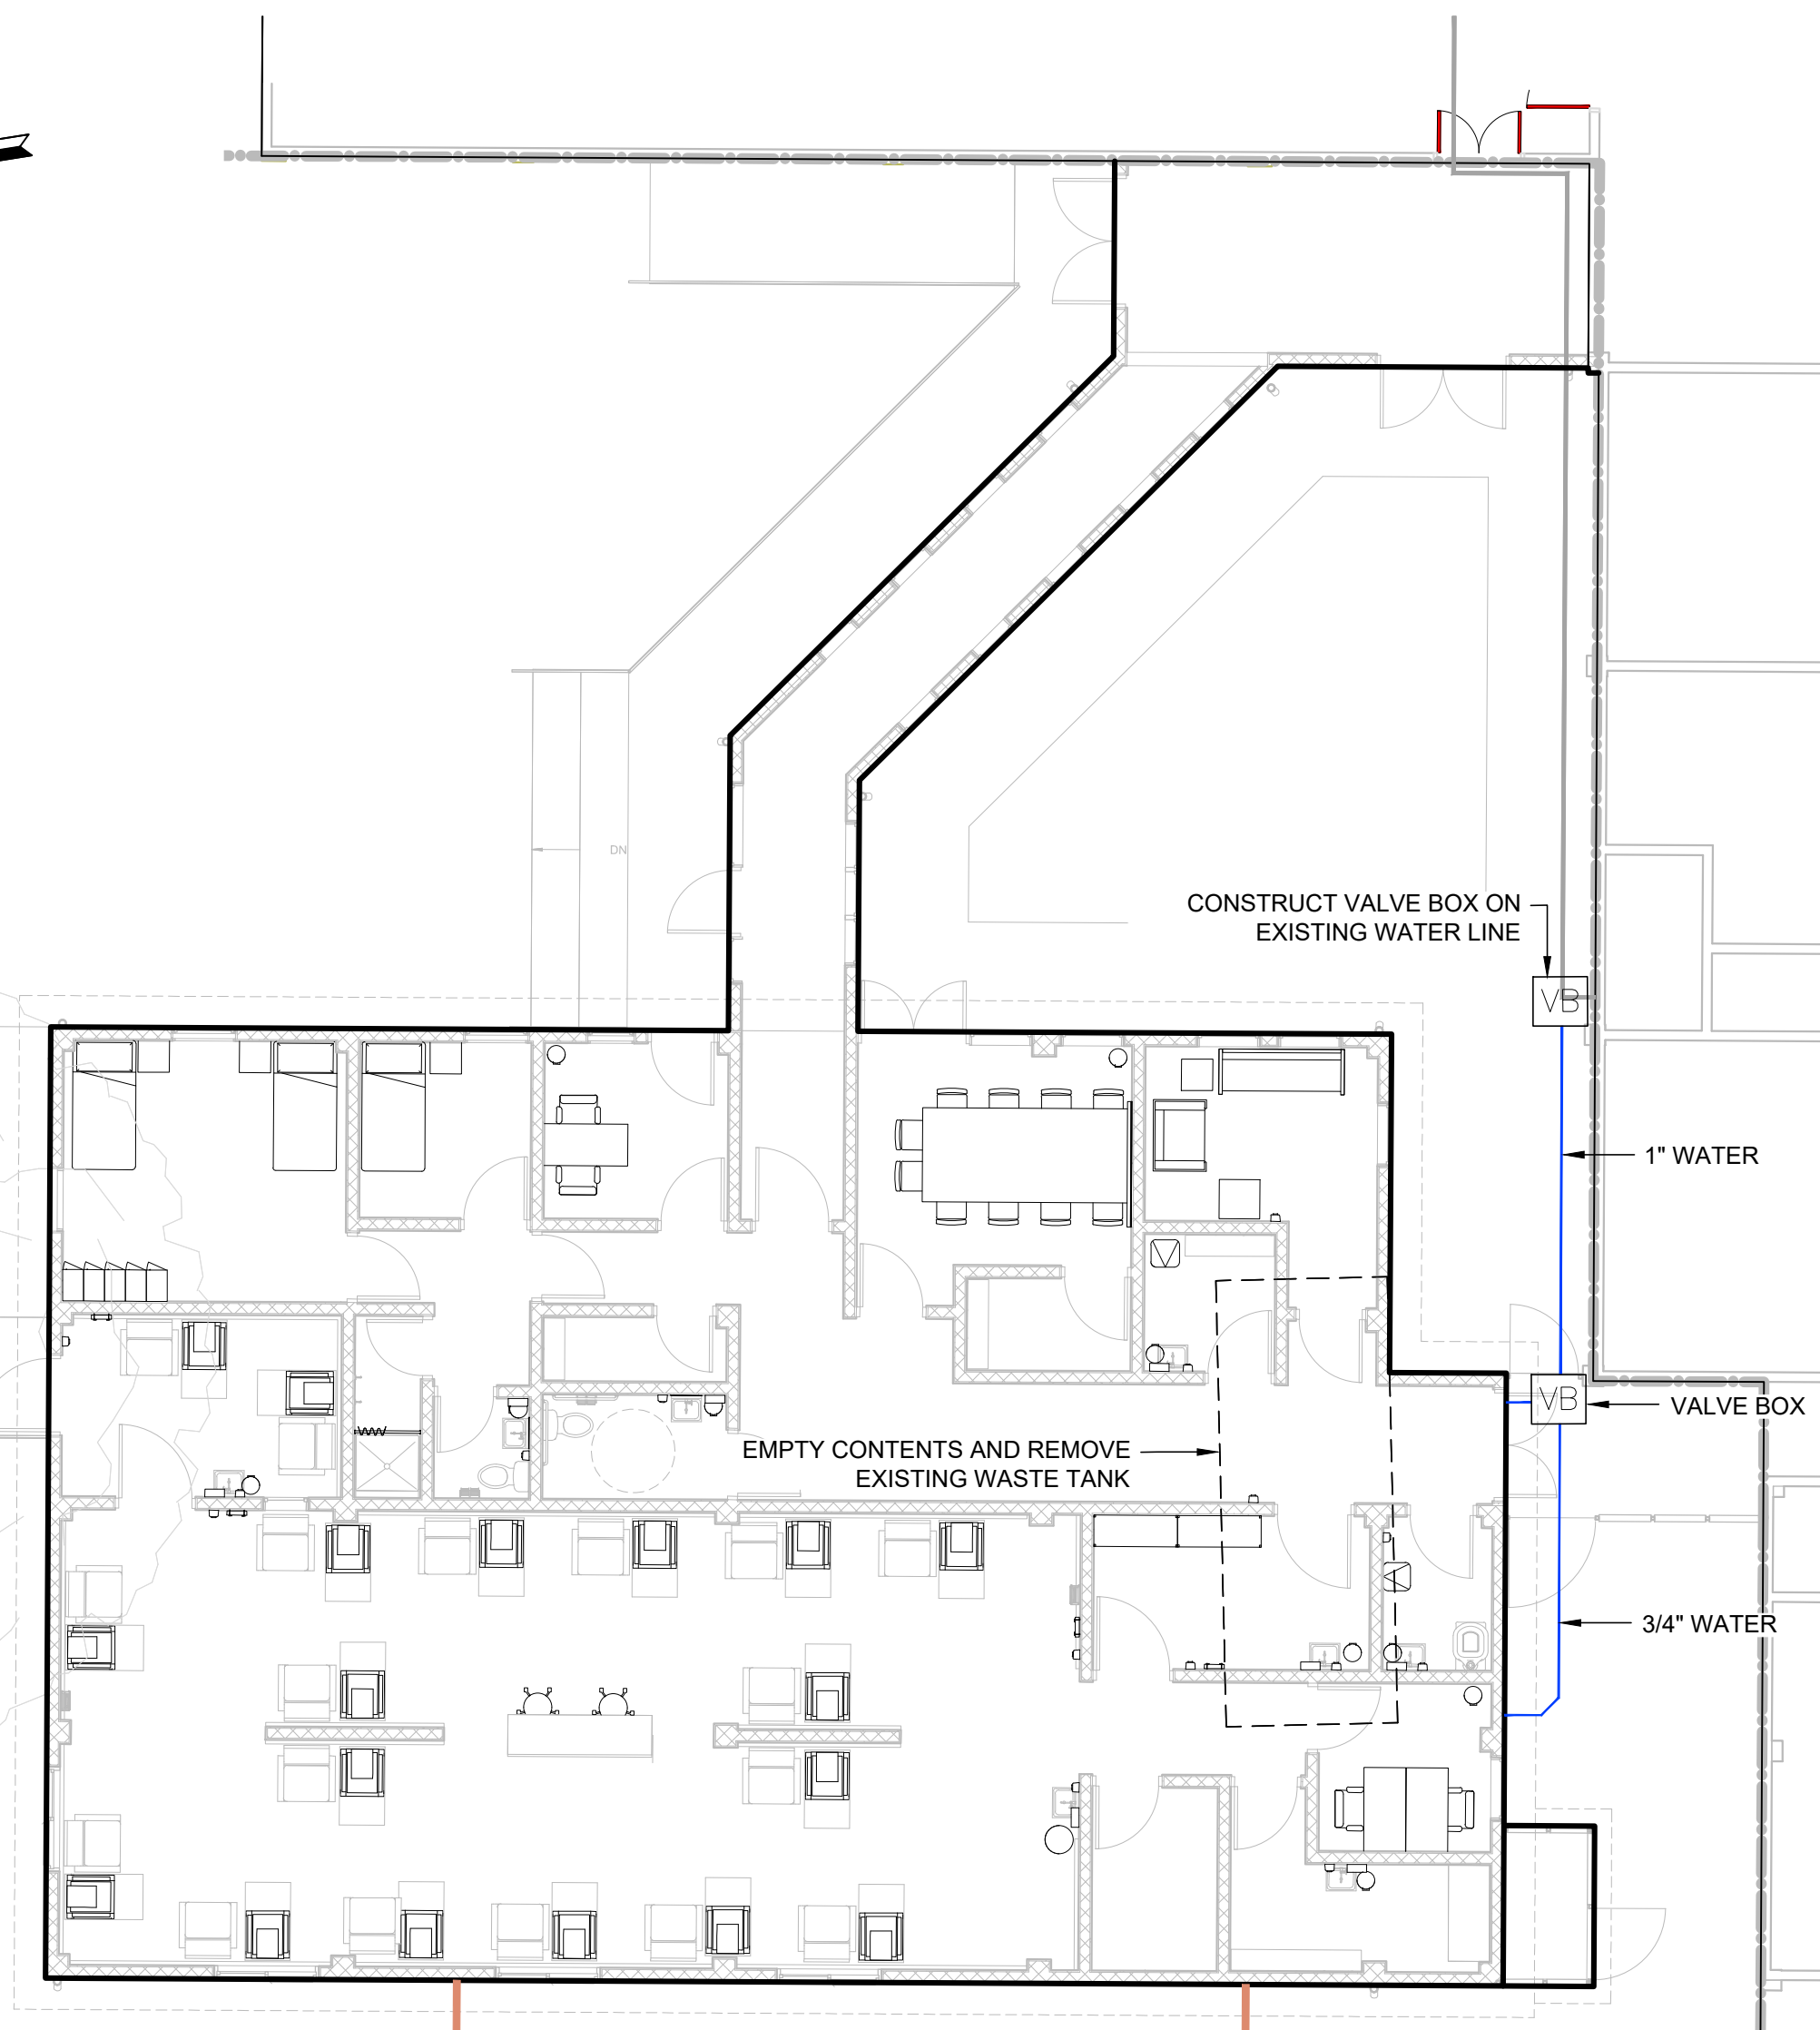 DN
CONSTRUCT VALVE BOX ON
EXISTING WATER LINE
VB
1" WATER
VB
VALVE BOX
EMPTY CONTENTS AND REMOVE
EXISTING WASTE TANK
3/4" WATER